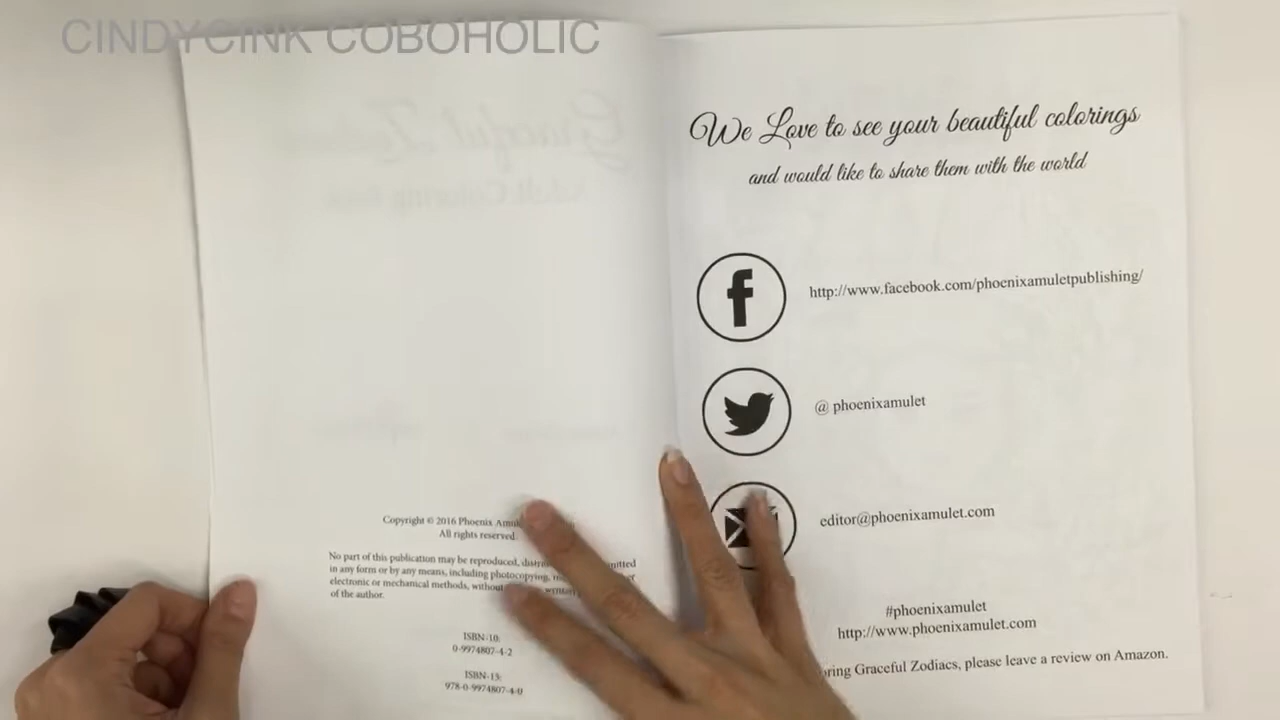 CINDYCINK COBOHOLIC
Copyright © 2016 Phoenix
All rights reserved.
No part of this publication may be reproduced,
in any form or by any means, including photocopying,
electronic or mechanical methods, without
of the author.
ISBN-10:
0-9974807-4-2
ISBN-13:
978-0-9974807-4-0
We Love to see your beautiful colorings
and would like to share them with the world
http://www.facebook.com/phoenixamuletpublishing/
@ phoenixamulet
editor@phoenixamulet.com
#phoenixamulet
http://www.phoenixamulet.com
Graceful Zodiacs, please leave a review on Amazon.